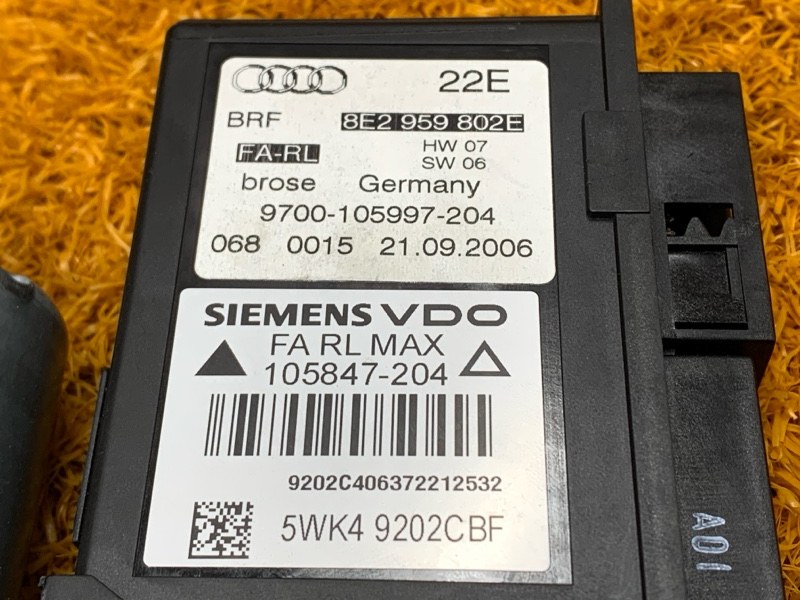 22E
BRF 8E2 959 802E
FA-RL HW 07
SW 06
brose Germany
9700-105997-204
068 0015 21.09.2006
SIEMENS VDO
FA RL MAX
105847-204
9202C406372212532
5WK4 9202CBF
A01